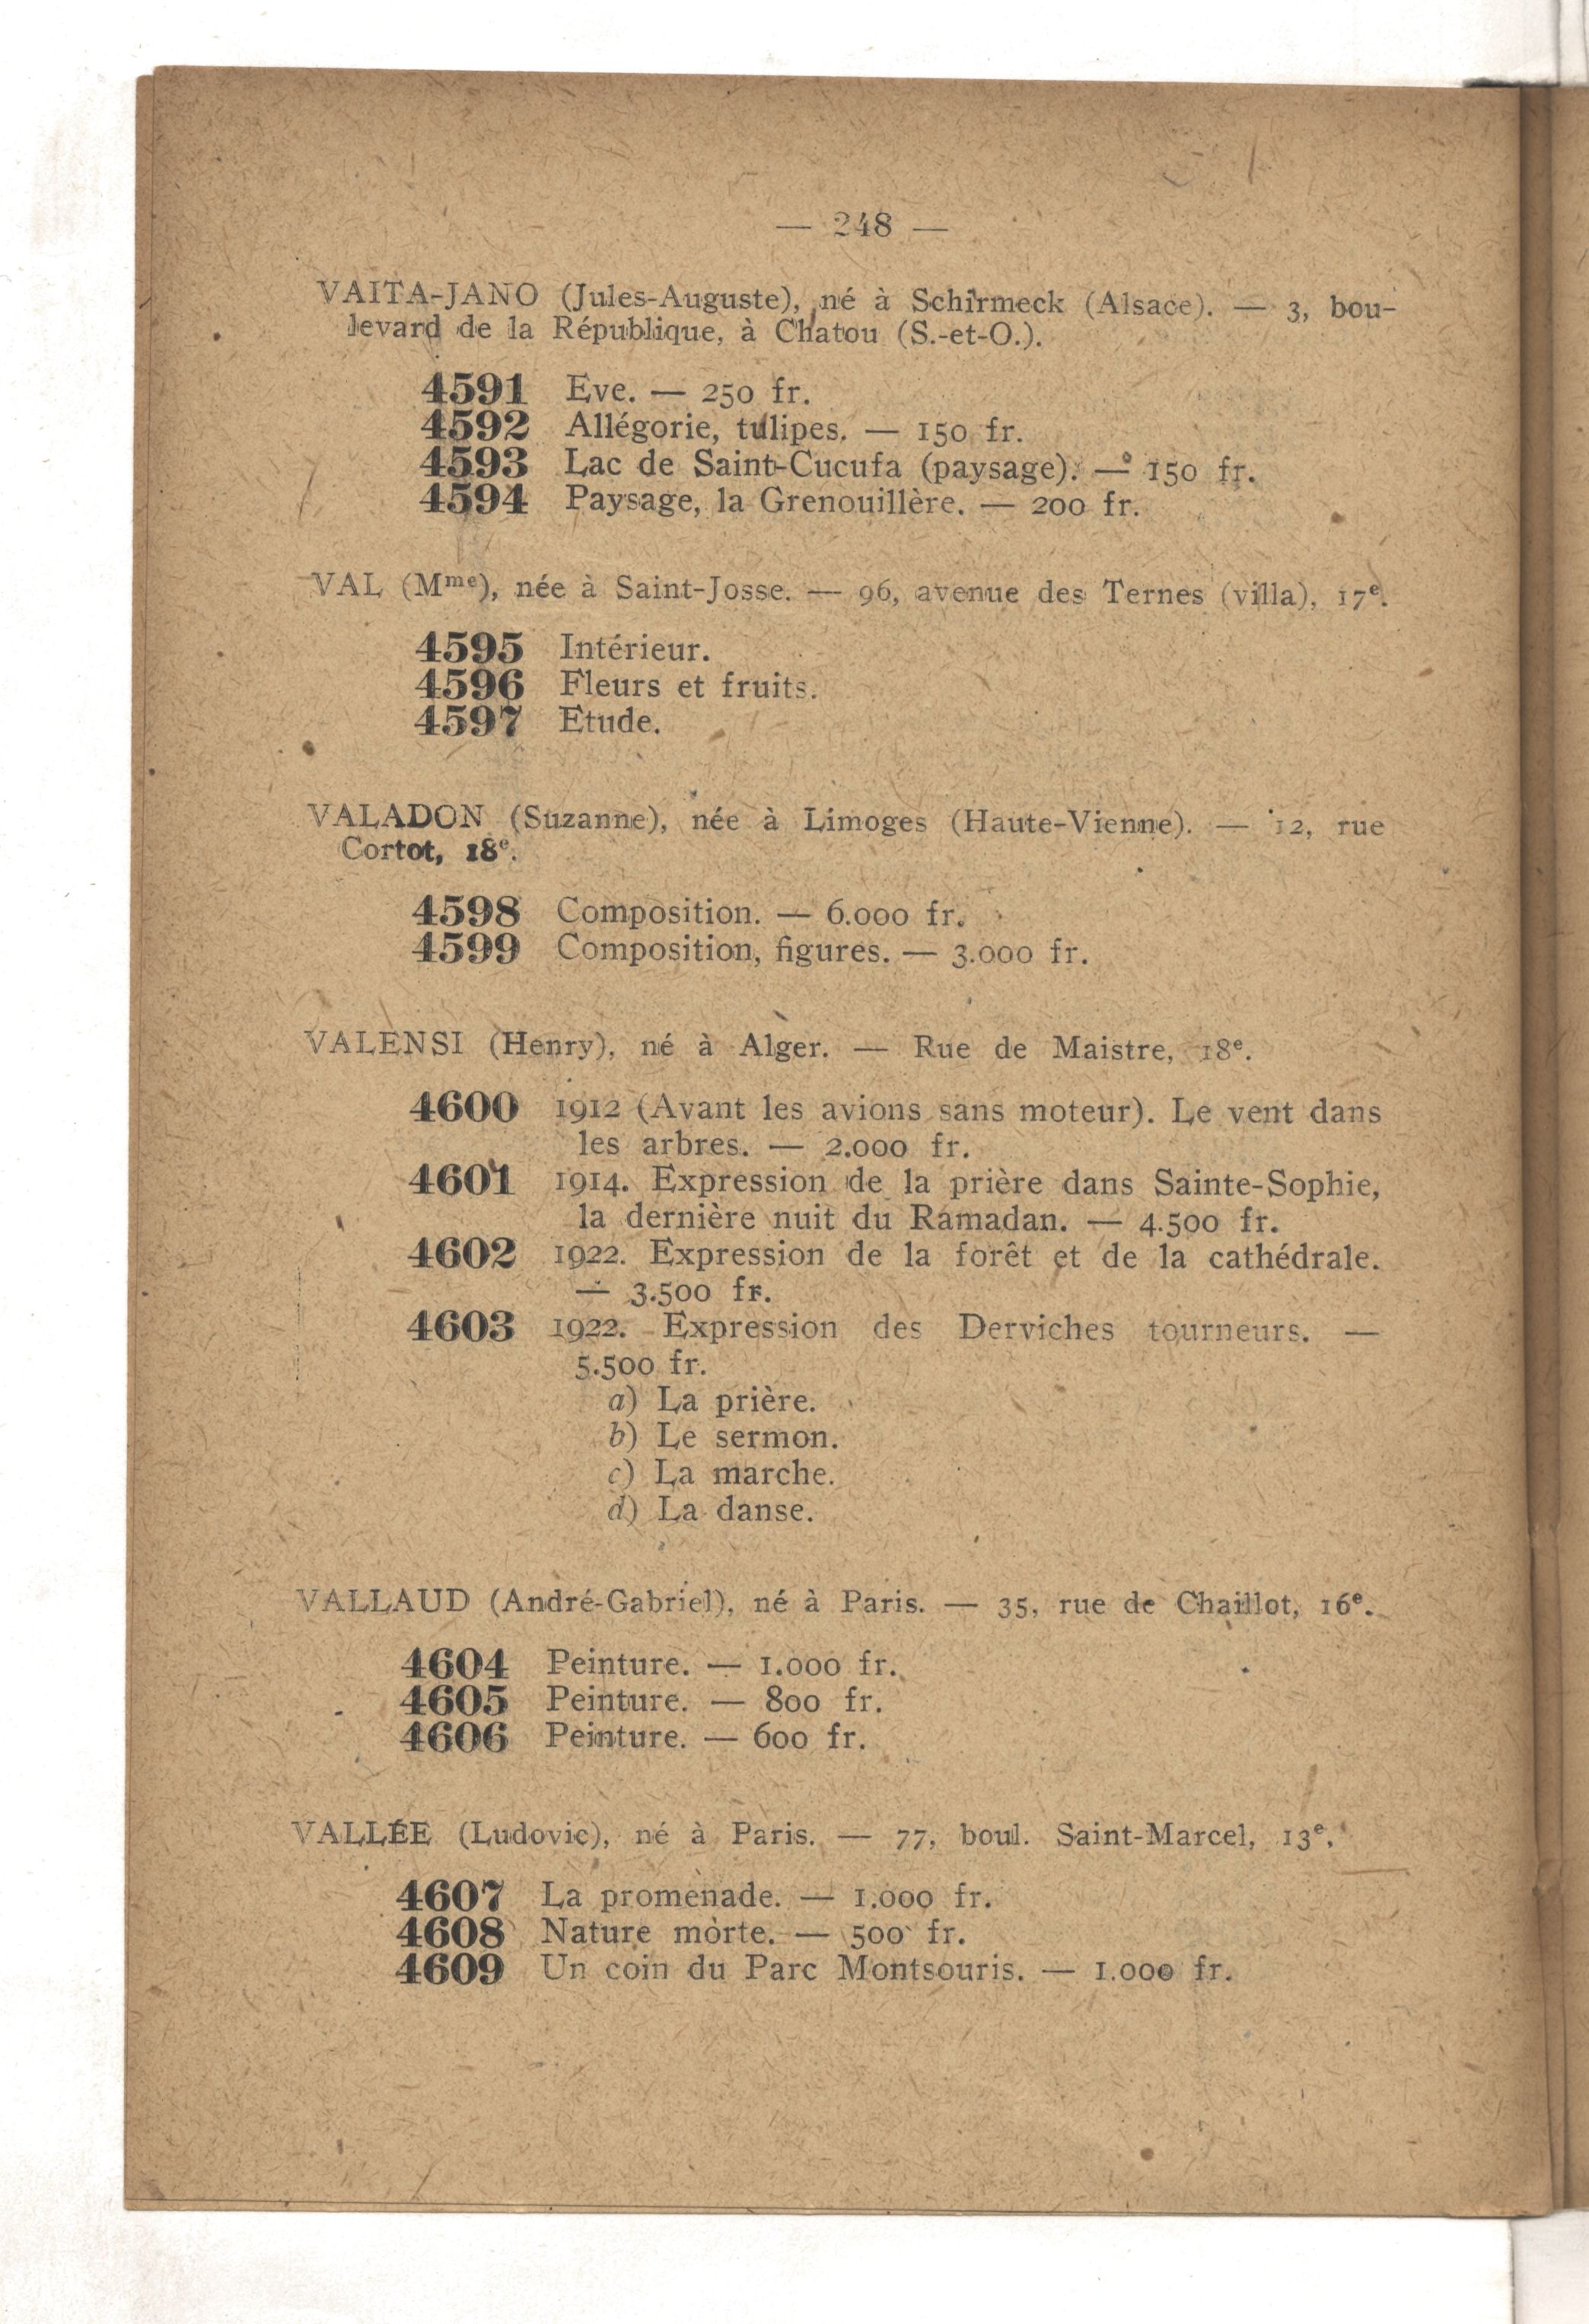 — 248 —
VAITA-JANO (Jules-Auguste), né à Schirmeck (Alsace). — 3, bou-
levard de la République, à Chatou (S.-et-O.).
4591 Eve. — 250 fr.
4592 Allégorie, tulipes. — 150 fr.
4593 Lac de Saint-Cucufa (paysage). — 150 fr.
4594 Paysage, la Grenouillère. — 200 fr.
VAL (Mme), née à Saint-Josse. — 96, avenue des Ternes (villa), 17e.
4595 Intérieur.
4596 Fleurs et fruits.
4597 Etude.
VALADON (Suzanne), née à Limoges (Haute-Vienne). — 12, rue
Cortot, 18e.
4598 Composition. — 6.000 fr.
4599 Composition, figures. — 3.000 fr.
VALENSI (Henry), né à Alger. — Rue de Maistre, 18e.
4600 1912 (Avant les avions sans moteur). Le vent dans
les arbres. — 2.000 fr.
4601 1914. Expression de la prière dans Sainte-Sophie,
la dernière nuit du Ramadan. — 4.500 fr.
4602 1922. Expression de la forêt et de la cathédrale.
— 3.500 fr.
4603 1922. Expression des Derviches tourneurs. —
5.500 fr.
a) La prière.
b) Le sermon.
c) La marche.
d) La danse.
VALLAUD (André-Gabriel), né à Paris. — 35, rue de Chaillot, 16e.
4604 Peinture. — 1.000 fr.
4605 Peinture. — 800 fr.
4606 Peinture. — 600 fr.
VALLÉE (Ludovic), né à Paris. — 77, boul. Saint-Marcel, 13e.
4607 La promenade. — 1.000 fr.
4608 Nature morte. — 500 fr.
4609 Un coin du Parc Montsouris. — 1.000 fr.